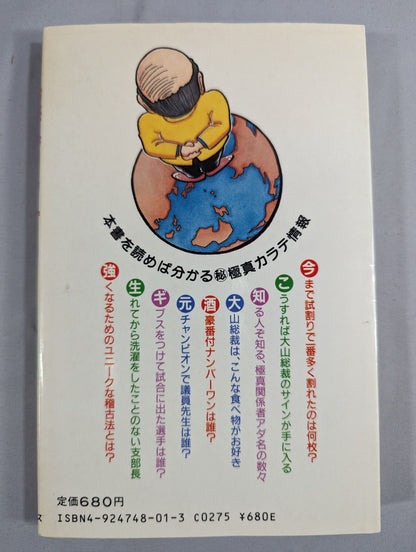 本書を読めば分かる㊙極真カラテ情報
今まで試割りで一番多く割れたのは何枚？
こうすれば大山総裁のサインが手に入る
知る人ぞ知る、極真関係者アダ名の数々
大山総裁は、こんな食べ物がお好き
酒豪番付ナンバーワンは誰？
元チャンピオンで議員先生は誰？
ギブスをつけて試合に出た選手は誰？
生れてから洗濯をしたことのない支部長
強くなるためのユニークな稽古法とは？
定価680円
ISBN4-924748-01-3 C0275 ¥680E